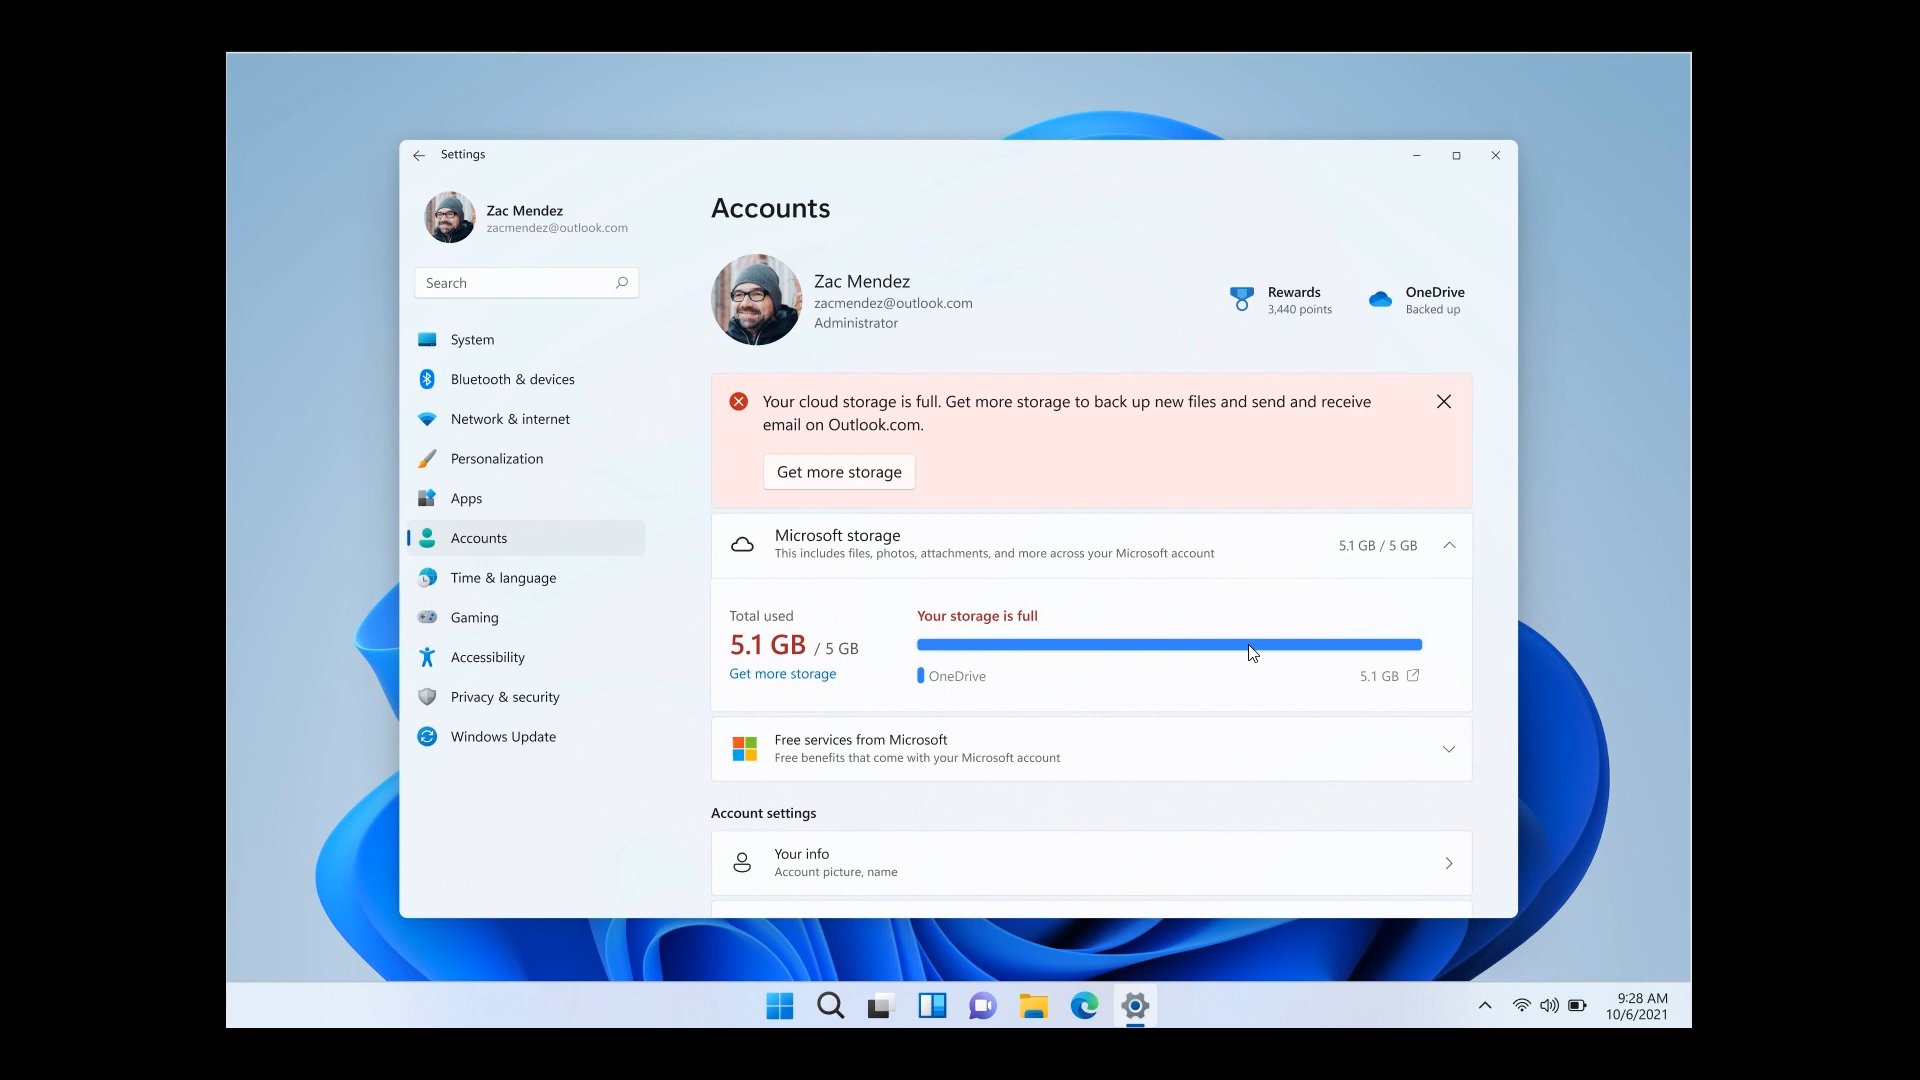 Settings
Zac Mendez
zacmendez@outlook.com
Search
System
Bluetooth & devices
Network & internet
Personalization
Apps
Accounts
Time & language
Gaming
Accessibility
Privacy & security
Windows Update
Accounts
Zac Mendez
zacmendez@outlook.com
Administrator
Rewards
3,440 points
OneDrive
Backed up
Your cloud storage is full. Get more storage to back up new files and send and receive
email on Outlook.com.
Get more storage
Microsoft storage
This includes files, photos, attachments, and more across your Microsoft account
5.1 GB / 5 GB
Total used
5.1 GB / 5 GB
Get more storage
Your storage is full
OneDrive
5.1 GB
Free services from Microsoft
Free benefits that come with your Microsoft account
Account settings
Your info
Account picture, name
9:28 AM
10/6/2021